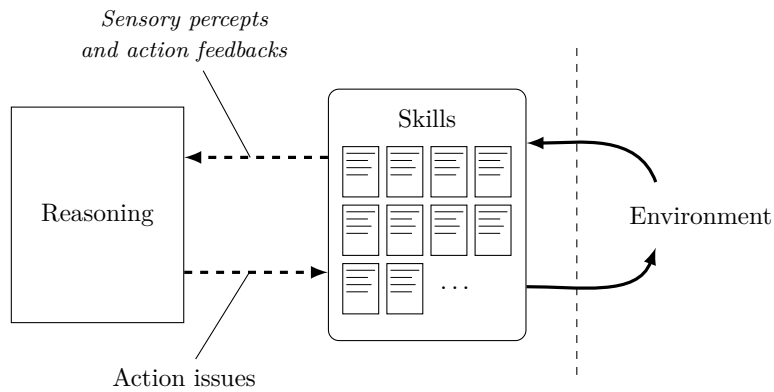 Sensory percepts
and action feedbacks
Skills
Reasoning
Environment
...
Action issues